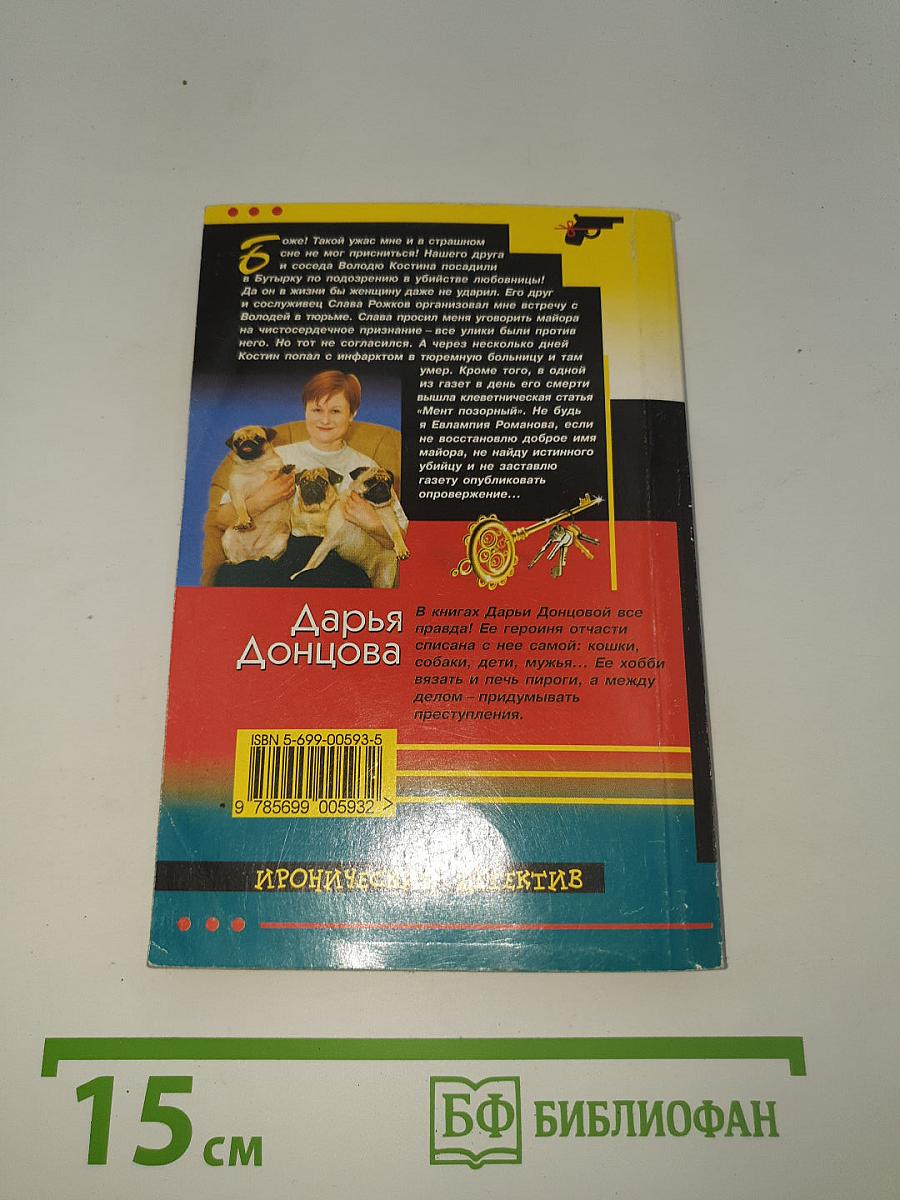 Боже! Такой ужас мне и в страшном
сне не мог присниться! Нашего друга
и соседа Володю Костина посадили
в Бутырку по подозрению в убийстве любовницы!
Да он в жизни бы женщину даже не ударил. Его друг
и сослуживец Слава Рожков организовал мне встречу с
Володей в тюрьме. Слава просил меня уговорить майора
на чистосердечное признание – все улики были против
него. Но тот не согласился. А через несколько дней
Костин попал с инфарктом в тюремную больницу и там
умер. Кроме того, в одной
из газет в день его смерти
вышла клеветническая статья
«Мент позорный». Не будь
я Евлампия Романова, если
не восстановлю доброе имя
майора, не найду истинного
убийцу и не заставлю
газету опубликовать
опровержение...
Дарья
Донцова
В книгах Дарьи Донцовой все
правда! Ее героиня отчасти
списана с нее самой: кошки,
собаки, дети, мужья... Ее хобби
вязать и печь пироги, а между
делом – придумывать
преступления.
ISBN 5-699-00593-5
9 785699 005932 >
ИРОНИЧЕСКИЙ ДЕТЕКТИВ
15 см
БФ БИБЛИОФАН